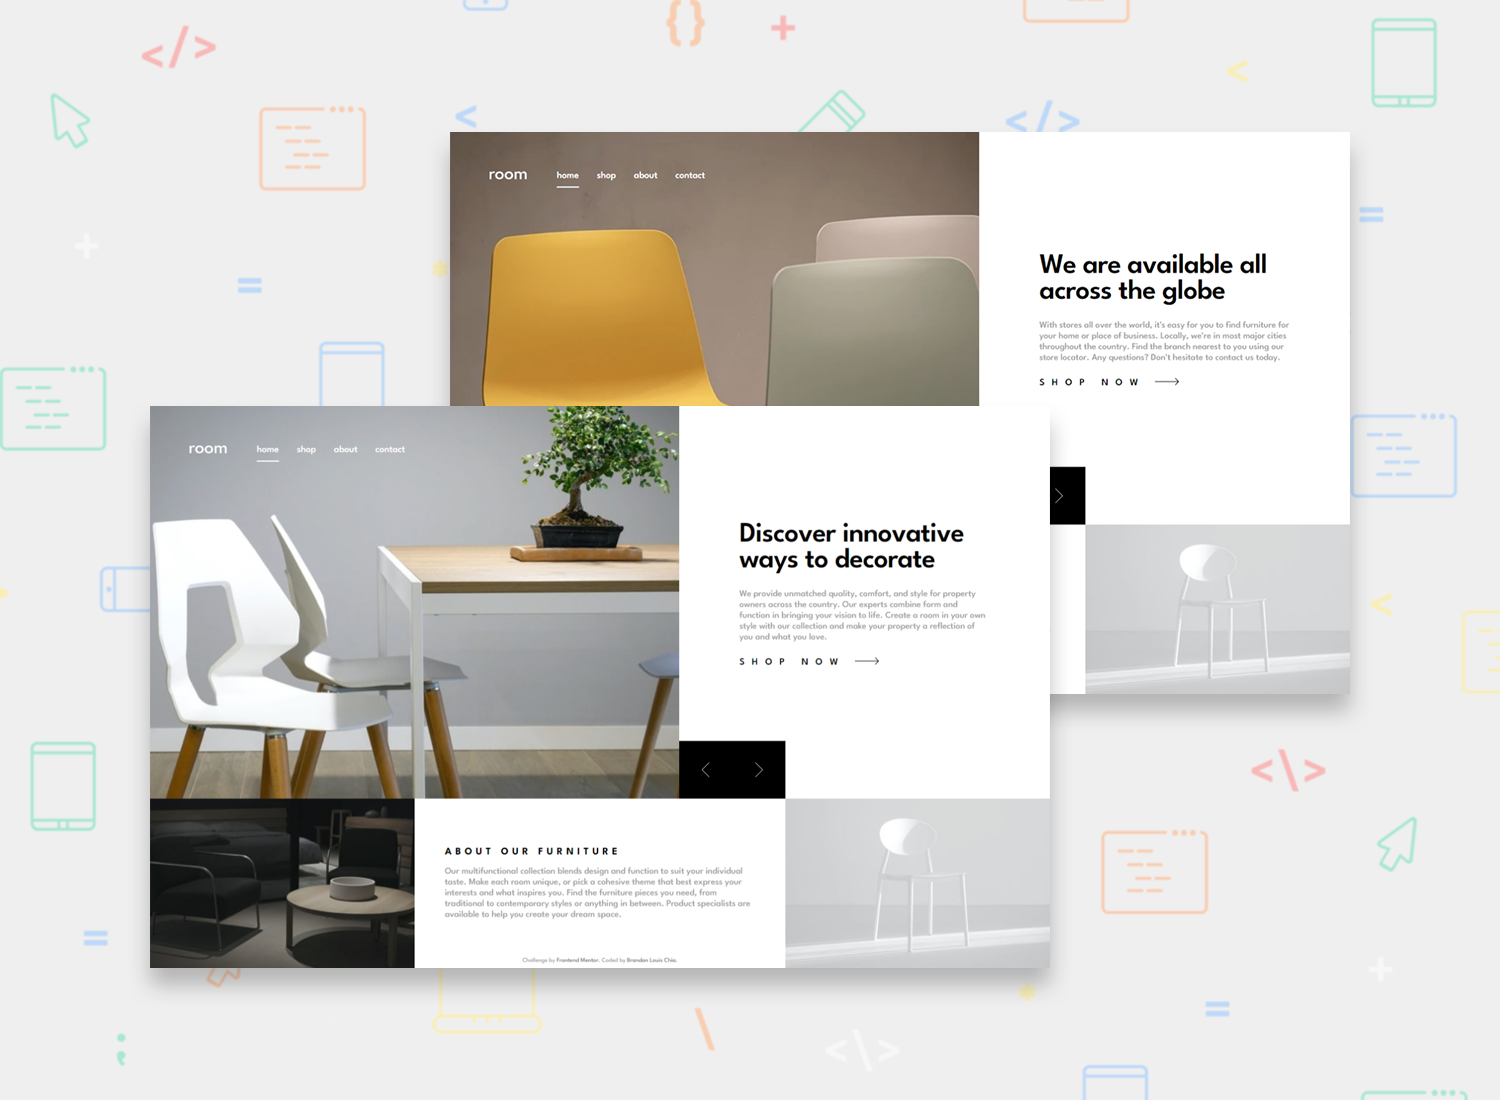 room home shop about contact
We are available all
across the globe
With stores all over the world, it's easy for you to find furniture for
your home or place of business. Locally, we're in most major cities
throughout the country. Find the branch nearest to you using our
store locator. Any questions? Don't hesitate to contact us today.
SHOP NOW
room home shop about contact
Discover innovative
ways to decorate
We provide unmatched quality, comfort, and style for property
owners across the country. Our experts combine form and
function in bringing your vision to life. Create a room in your own
style with our collection and make your property a reflection of
you and what you love.
SHOP NOW
ABOUT OUR FURNITURE
Our multifunctional collection blends design and function to suit your individual
taste. Make each room unique, or pick a cohesive theme that best express your
interests and what inspires you. Find the furniture pieces you need, from
traditional to contemporary styles or anything in between. Product specialists are
available to help you create your dream space.
Challenge by Frontend Mentor. Coded by Brandon Louis Chia.